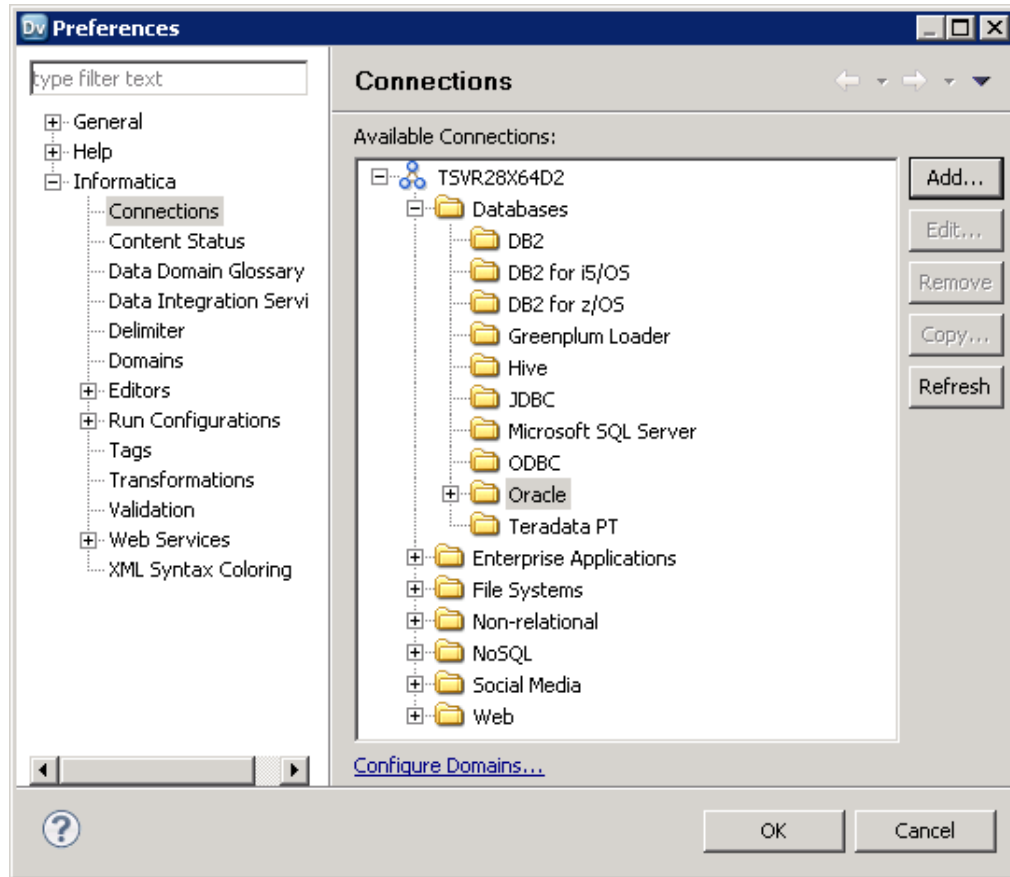 Dv Preferences
type filter text
General
Help
Informatica
Connections
Content Status
Data Domain Glossary
Data Integration Servi
Delimiter
Domains
Editors
Run Configurations
Tags
Transformations
Validation
Web Services
XML Syntax Coloring
Connections
Available Connections:
TSVR28X64D2
Databases
DB2
DB2 for i5/OS
DB2 for z/OS
Greenplum Loader
Hive
JDBC
Microsoft SQL Server
ODBC
Oracle
Teradata PT
Enterprise Applications
File Systems
Non-relational
NoSQL
Social Media
Web
Add...
Edit...
Remove
Copy...
Refresh
Configure Domains...
?
OK
Cancel